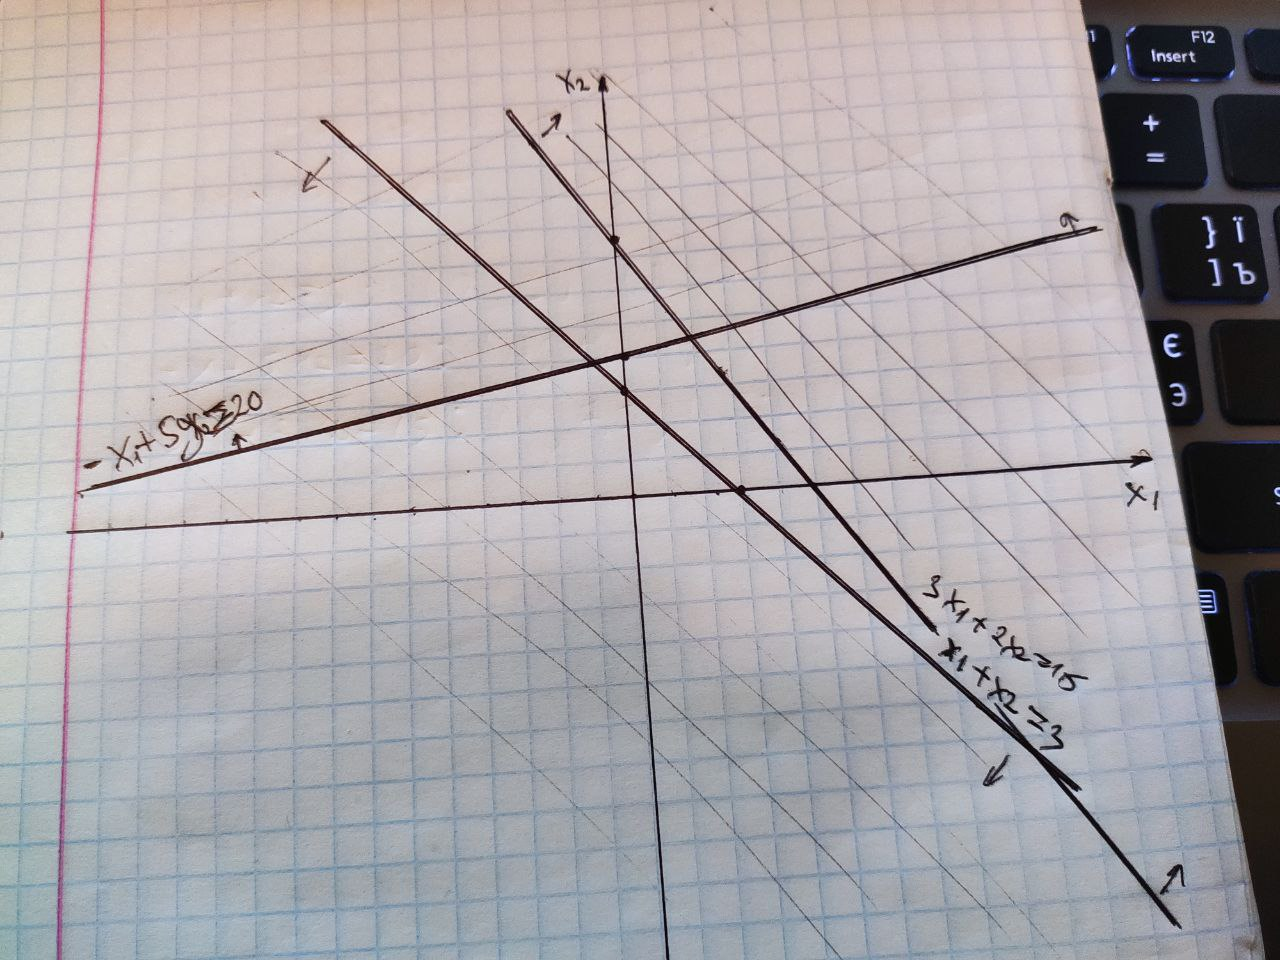 x₂
- x₁ + 5x₂ ≥ 20
x₁
3x₁ + 2x₂ = 15
x₁ + x₂ = 3
F12
Insert
+
=
} ї
] Ъ
Є
Э